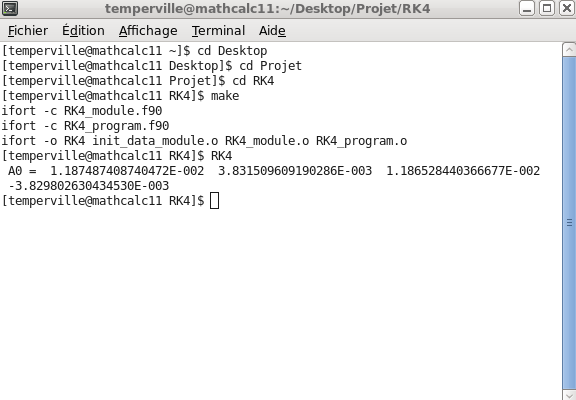 temperville@mathcalc11:~/Desktop/Projet/RK4
Fichier Édition Affichage Terminal Aide
[temperville@mathcalc11 ~]$ cd Desktop
[temperville@mathcalc11 Desktop]$ cd Projet
[temperville@mathcalc11 Projet]$ cd RK4
[temperville@mathcalc11 RK4]$ make
ifort -c RK4_module.f90
ifort -c RK4_program.f90
ifort -o RK4 init_data_module.o RK4_module.o RK4_program.o
[temperville@mathcalc11 RK4]$ RK4
A0 =  1.187487408740472E-002  3.831509609190286E-003  1.186528440366677E-002
-3.829802630434530E-003
[temperville@mathcalc11 RK4]$